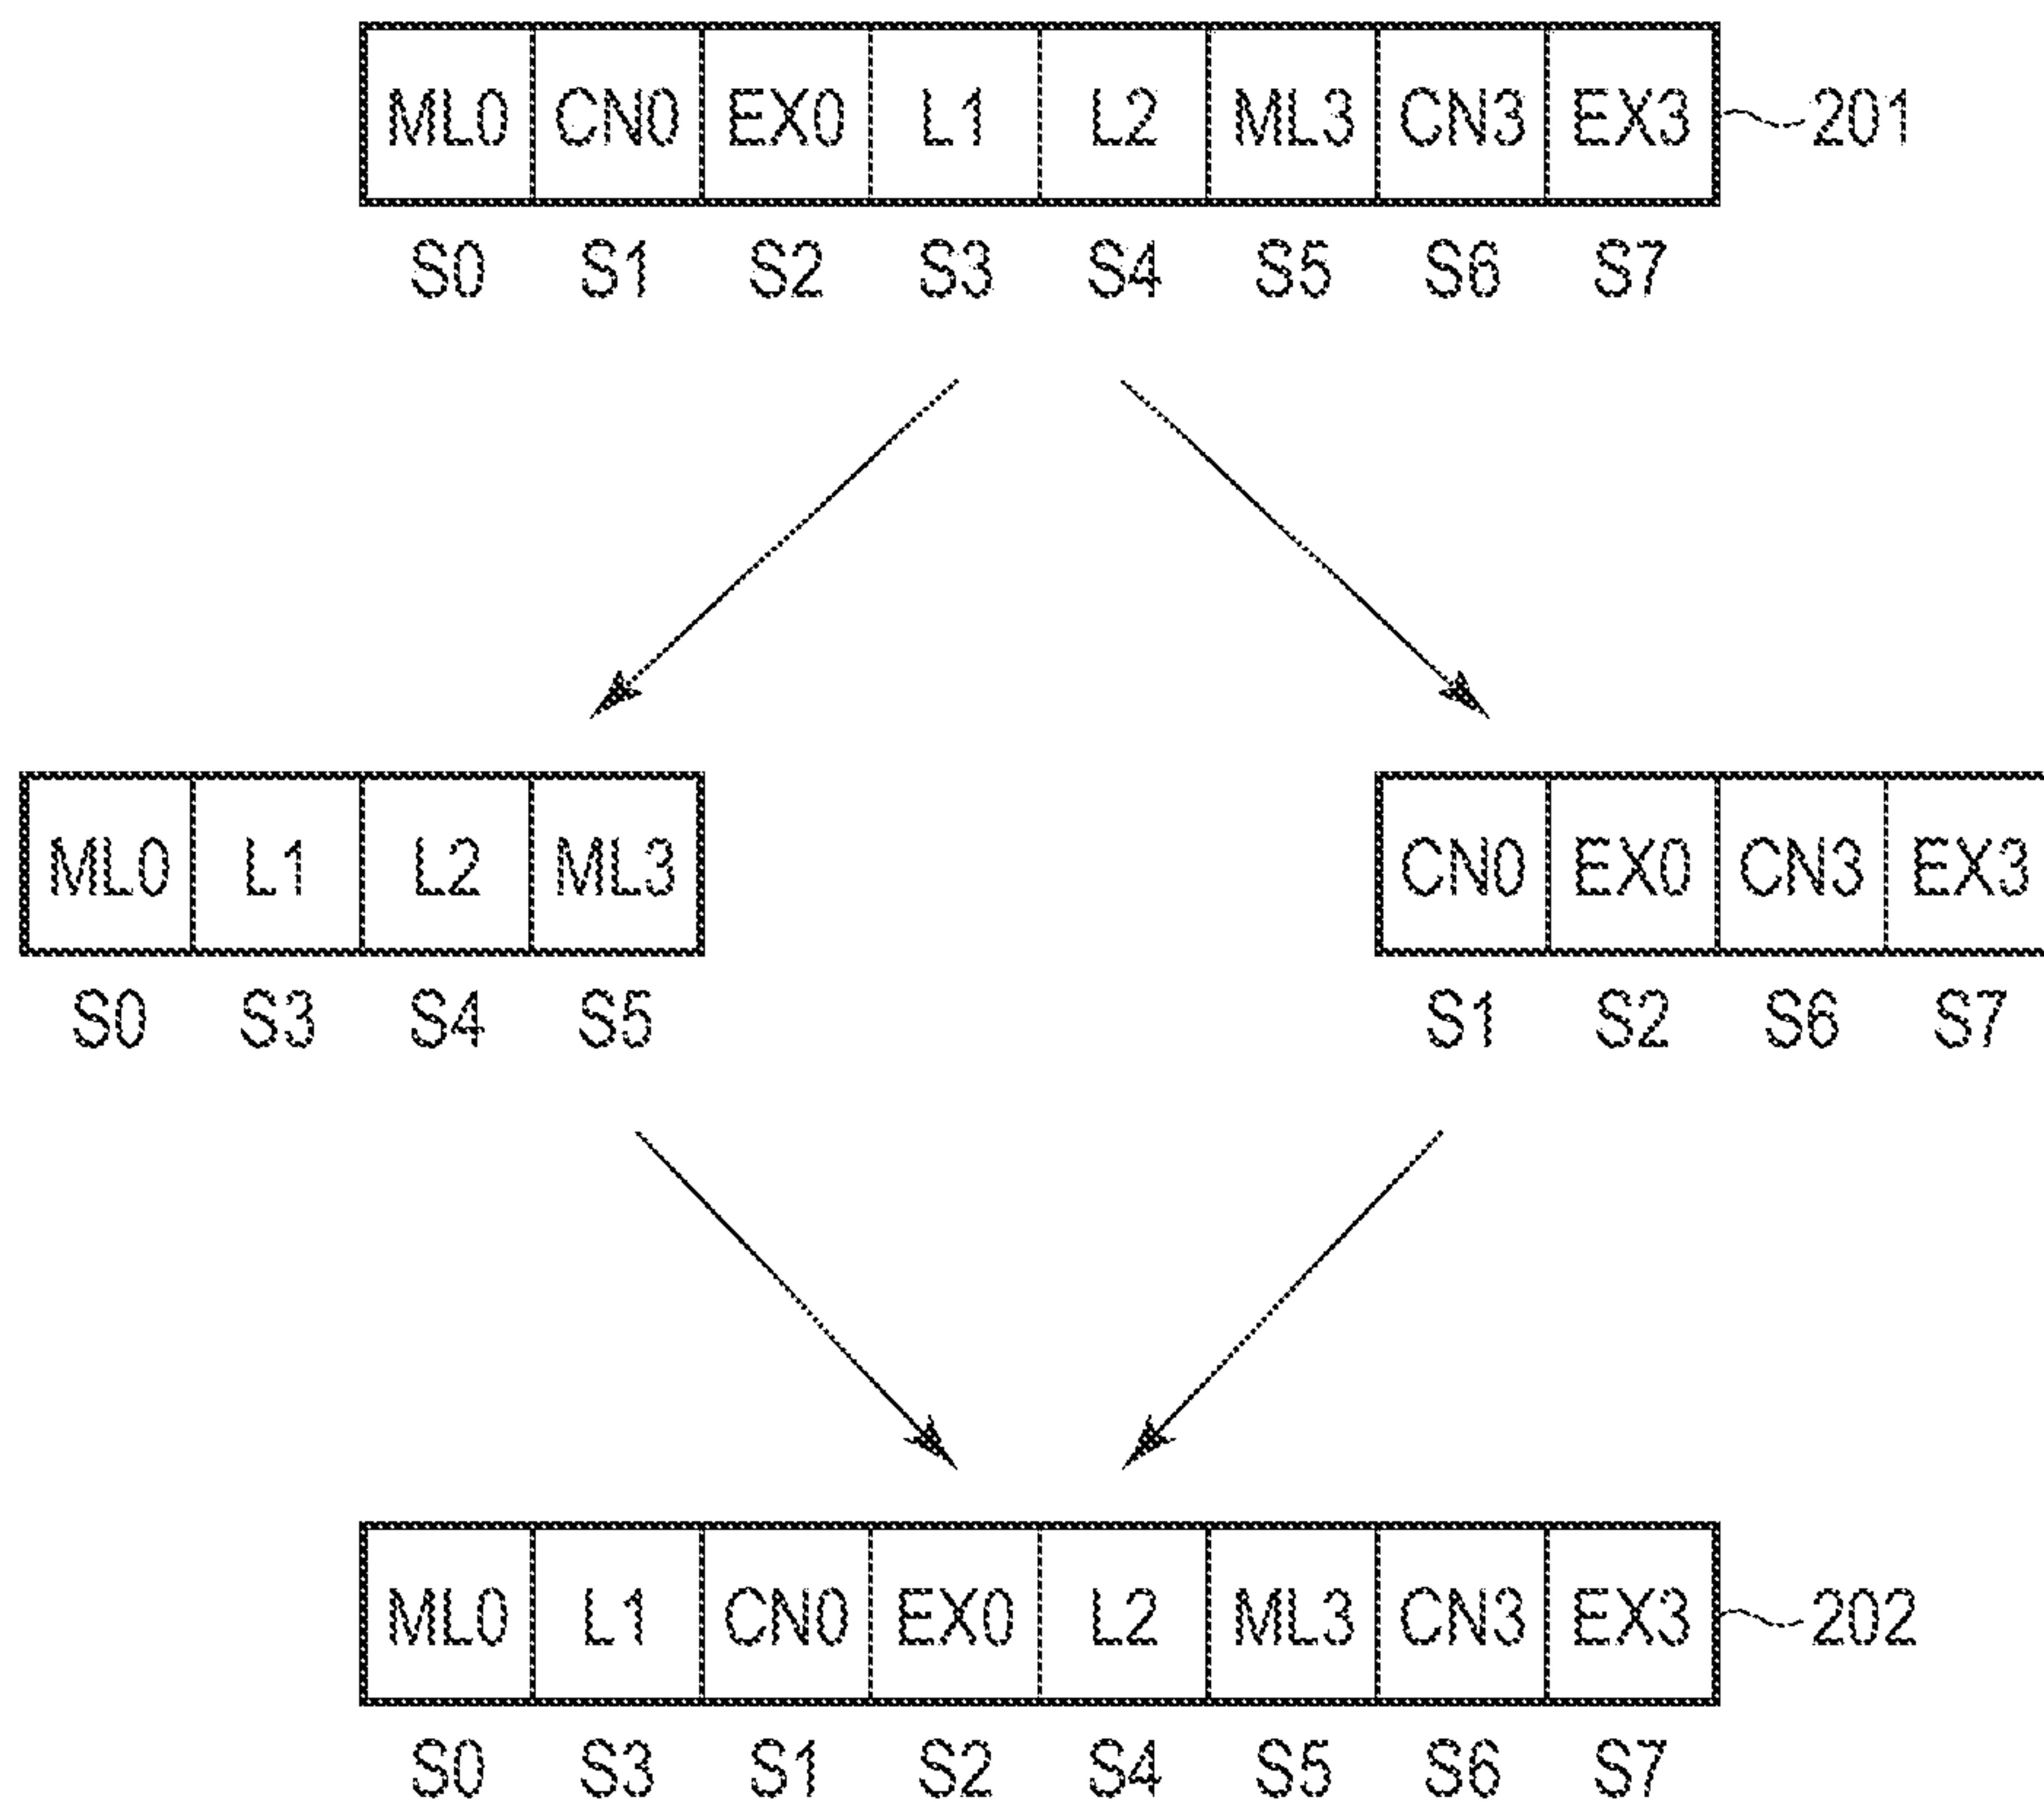 ML0 CN0 EX0 L1 L2 ML3 CN3 EX3 201
S0 S1 S2 S3 S4 S5 S6 S7
ML0 L1 L2 ML3 CN0 EX0 CN3 EX3
S0 S3 S4 S5 S1 S2 S6 S7
ML0 L1 CN0 EX0 L2 ML3 CN3 EX3 202
S0 S3 S1 S2 S4 S5 S6 S7